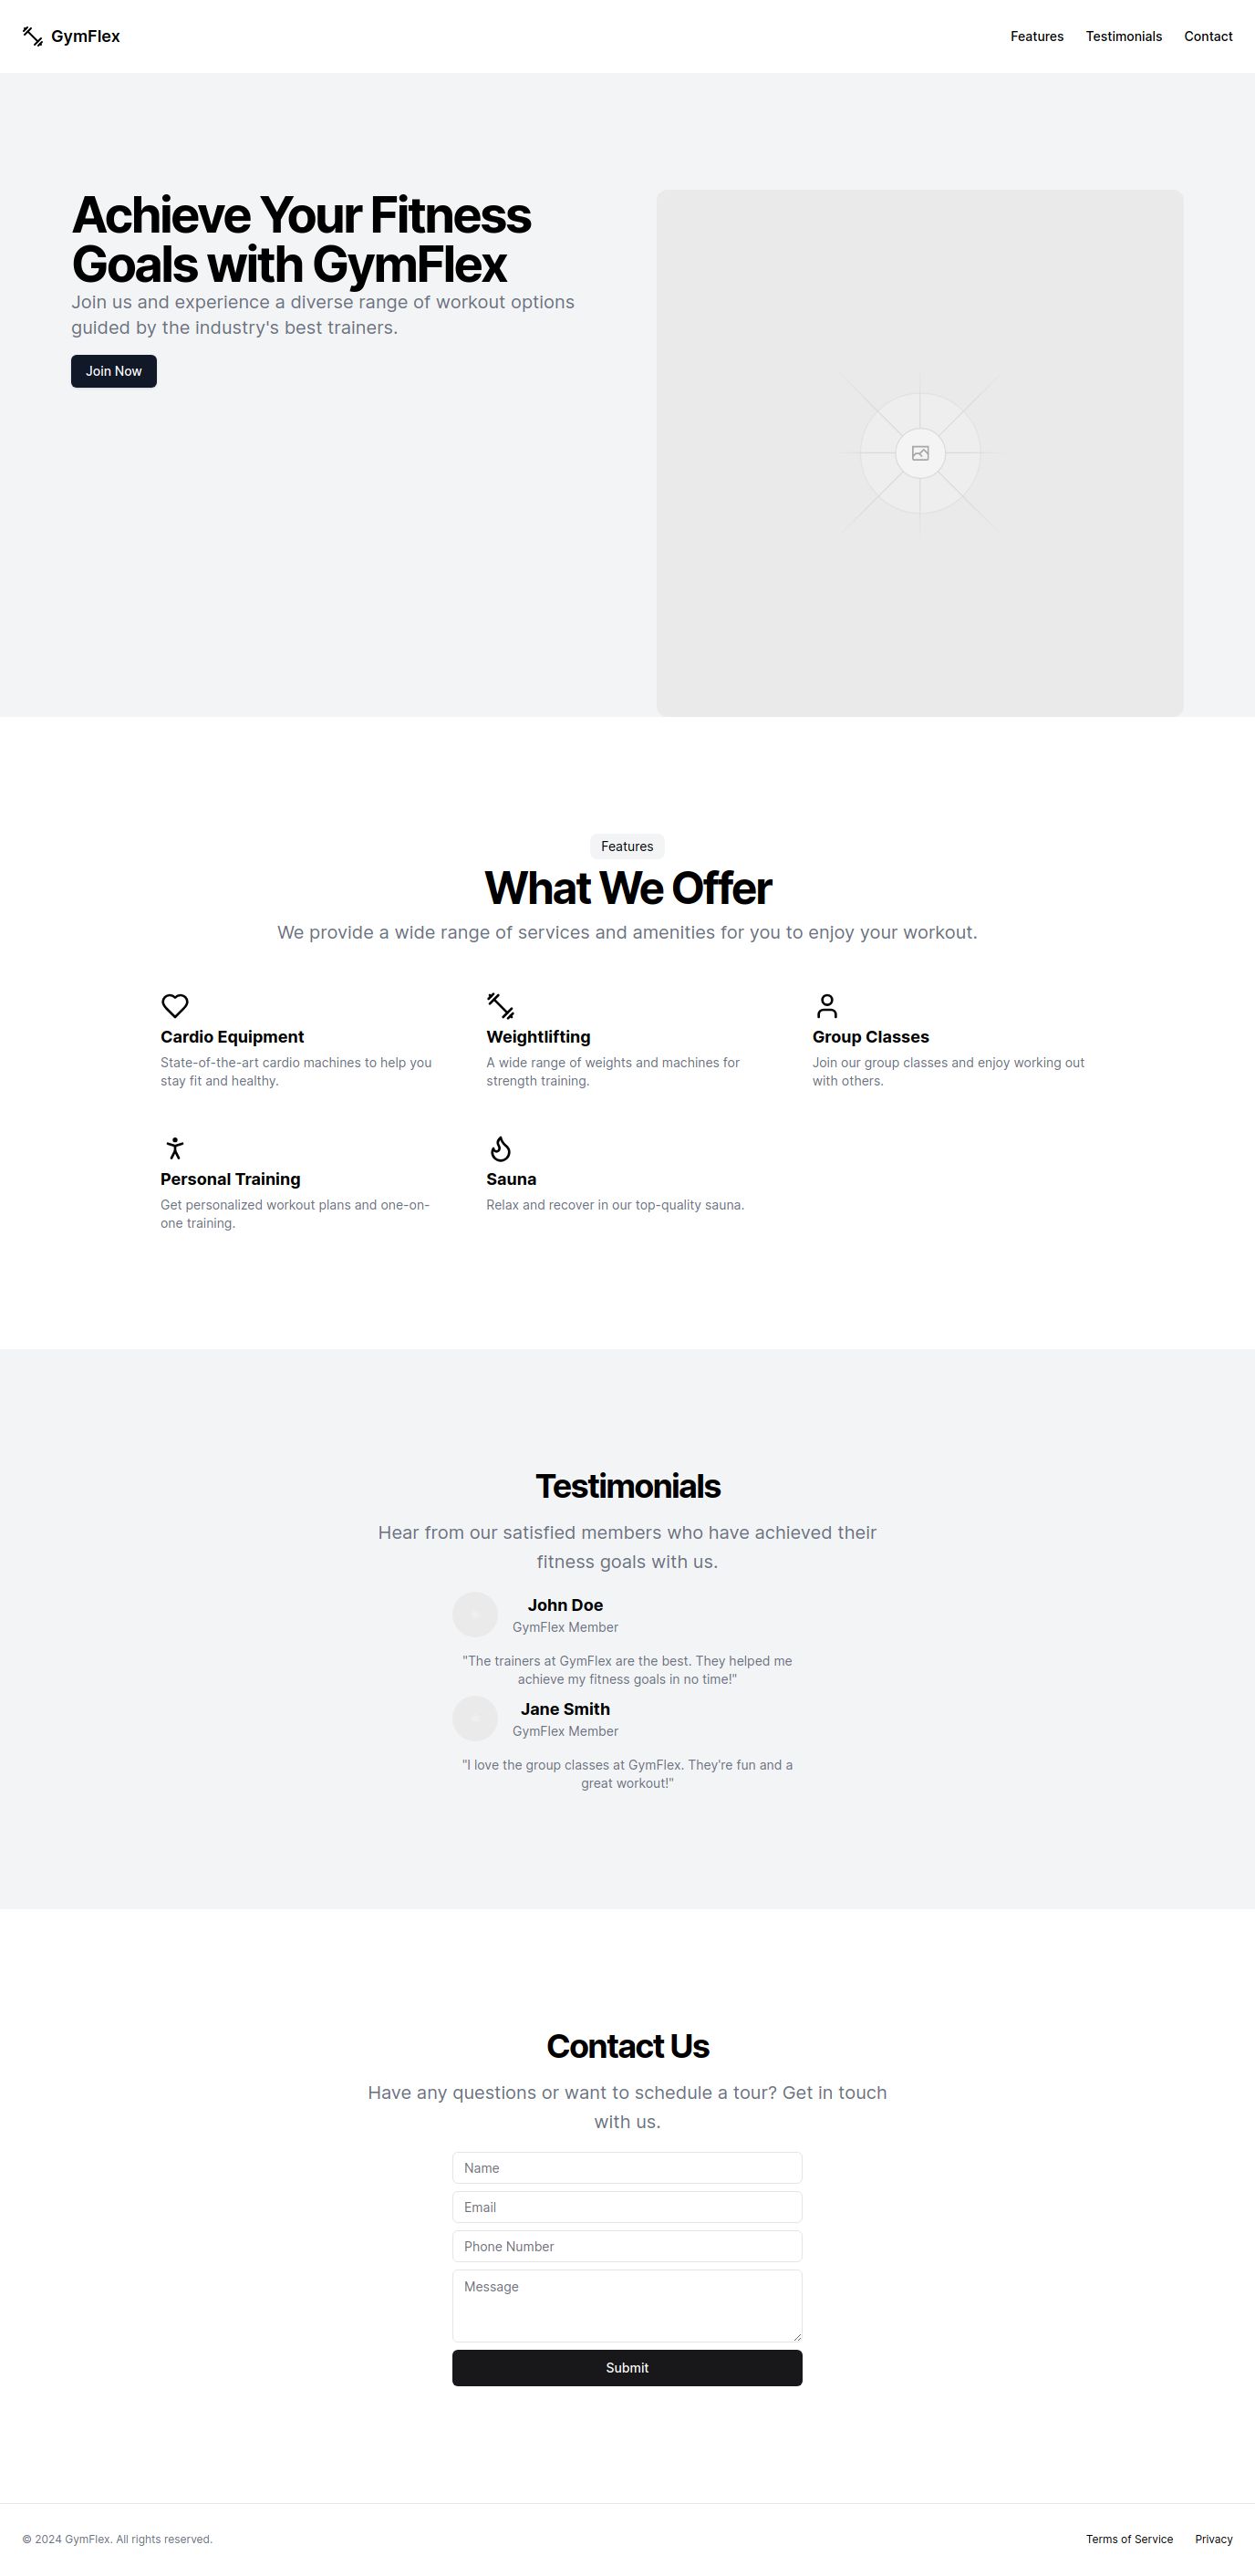 GymFlex
Features
Testimonials
Contact
Achieve Your Fitness
Goals with GymFlex
Join us and experience a diverse range of workout options
guided by the industry's best trainers.
Join Now
Features
What We Offer
We provide a wide range of services and amenities for you to enjoy your workout.
Cardio Equipment
State-of-the-art cardio machines to help you
stay fit and healthy.
Weightlifting
A wide range of weights and machines for
strength training.
Group Classes
Join our group classes and enjoy working out
with others.
Personal Training
Get personalized workout plans and one-on-
one training.
Sauna
Relax and recover in our top-quality sauna.
Testimonials
Hear from our satisfied members who have achieved their
fitness goals with us.
John Doe
GymFlex Member
"The trainers at GymFlex are the best. They helped me
achieve my fitness goals in no time!"
Jane Smith
GymFlex Member
"I love the group classes at GymFlex. They're fun and a
great workout!"
Contact Us
Have any questions or want to schedule a tour? Get in touch
with us.
Name
Email
Phone Number
Message
Submit
© 2024 GymFlex. All rights reserved.
Terms of Service
Privacy